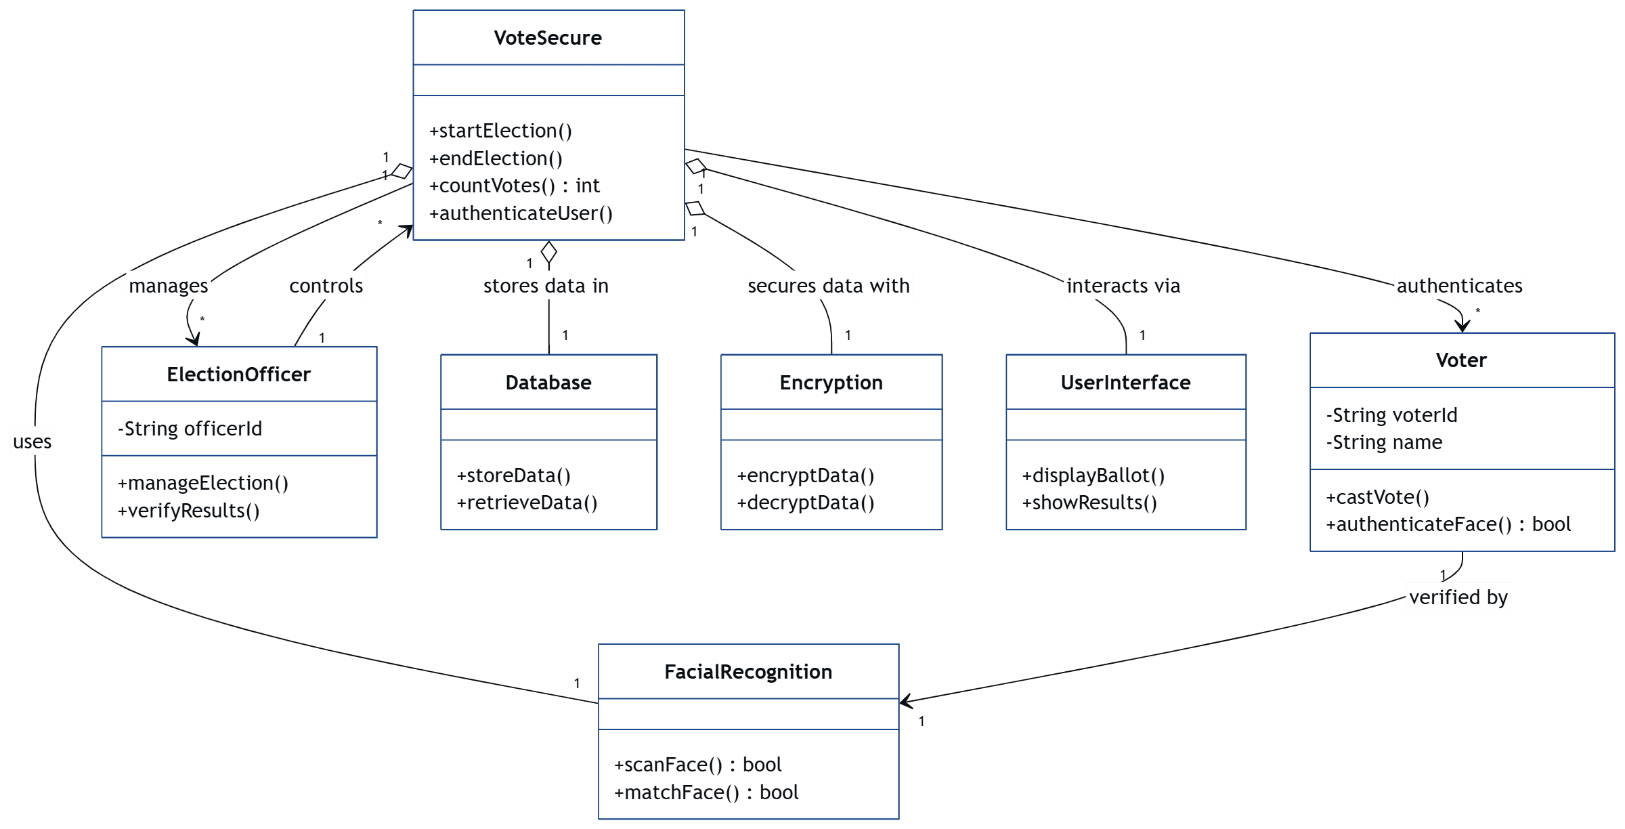 VoteSecure
+startElection()
+endElection()
+countVotes() : int
+authenticateUser()
1
1
*
1
1
1
1
manages
controls
stores data in
secures data with
interacts via
authenticates
*
1
1
1
1
*
ElectionOfficer
-String officerId
+manageElection()
+verifyResults()
Database
+storeData()
+retrieveData()
Encryption
+encryptData()
+decryptData()
UserInterface
+displayBallot()
+showResults()
Voter
-String voterId
-String name
+castVote()
+authenticateFace() : bool
uses
1
verified by
1
1
FacialRecognition
+scanFace() : bool
+matchFace() : bool